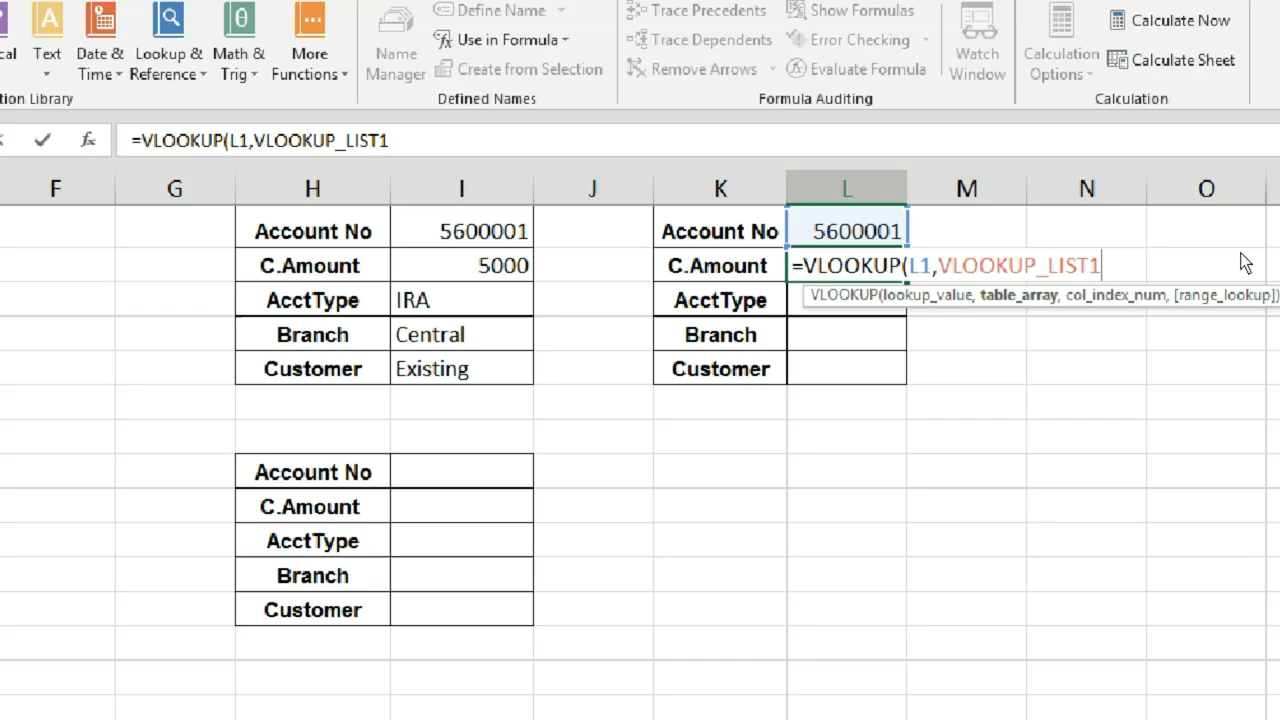 Define Name Trace Precedents Show Formulas Calculate Now
cal Text Date & Lookup & Math & More Name Use in Formula Trace Dependents Error Checking Watch Calculation
Time Reference Trig Functions Manager Create from Selection Remove Arrows Evaluate Formula Window Options Calculate Sheet
tion Library Defined Names Formula Auditing Calculation
fx =VLOOKUP(L1,VLOOKUP_LIST1
F G H I J K L M N O
Account No 5600001 Account No 5600001
C.Amount 5000 C.Amount =VLOOKUP(L1,VLOOKUP_LIST1
VLOOKUP(lookup_value, table_array, col_index_num, [range_lookup])
AcctType IRA AcctType
Branch Central Branch
Customer Existing Customer
Account No
C.Amount
AcctType
Branch
Customer